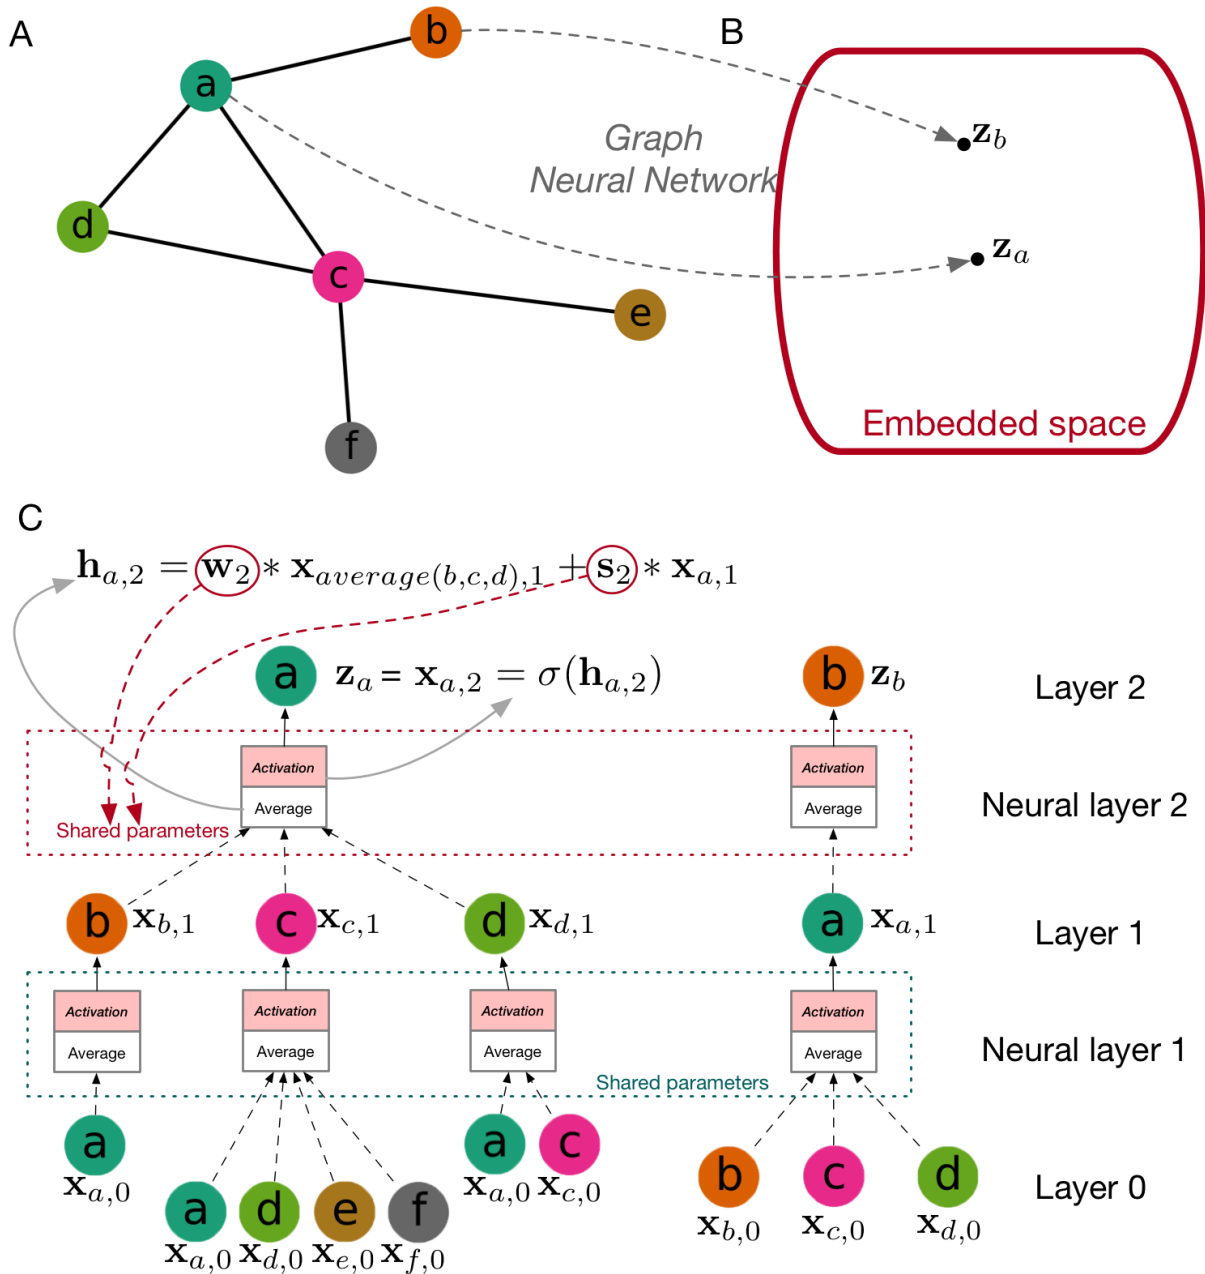 A
B
b
a
d
c
e
f
Graph
Neural Network
z_b
z_a
Embedded space
C
h_{a,2} = w_2 * x_{average(b,c,d),1} + s_2 * x_{a,1}
a
z_a = x_{a,2} = σ(h_{a,2})
b z_b
Layer 2
Activation
Average
Activation
Average
Shared parameters
Neural layer 2
b x_{b,1}
c x_{c,1}
d x_{d,1}
a x_{a,1}
Layer 1
Activation
Average
Activation
Average
Activation
Average
Activation
Average
Shared parameters
Neural layer 1
a
x_{a,0}
a d e f
x_{a,0} x_{d,0} x_{e,0} x_{f,0}
a c
x_{a,0} x_{c,0}
b c d
x_{b,0} x_{c,0} x_{d,0}
Layer 0